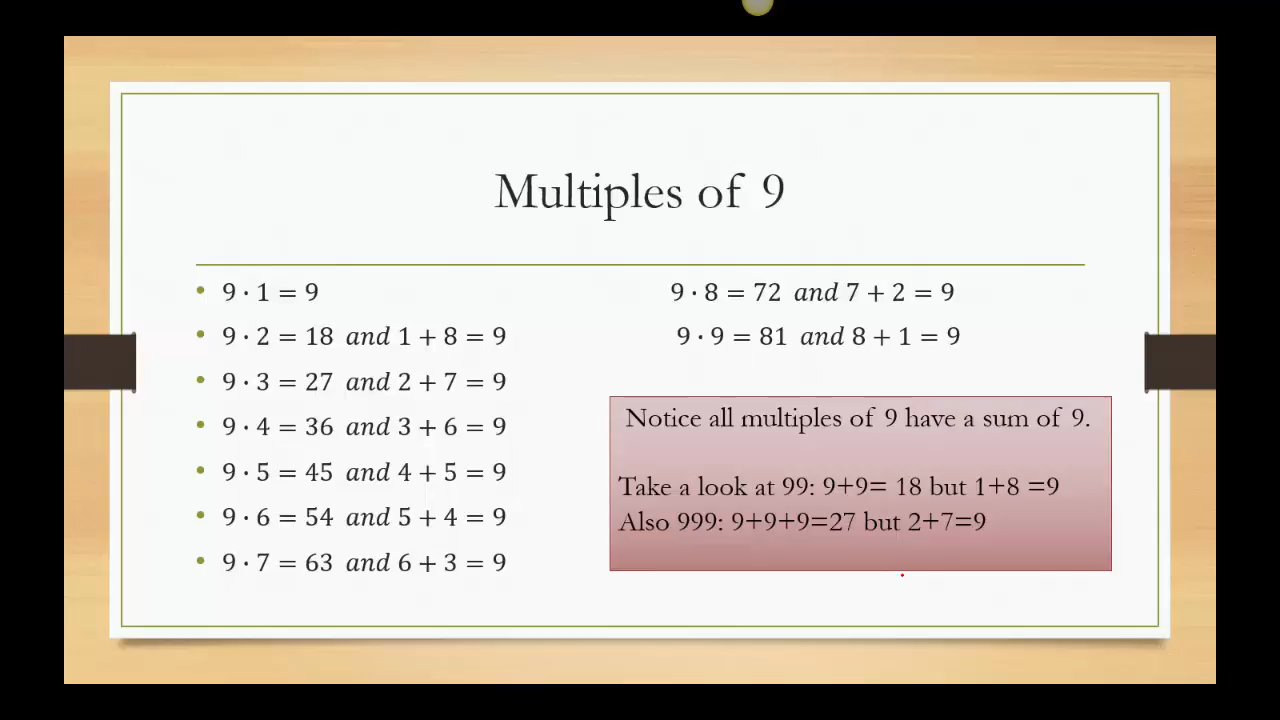 Multiples of 9
• 9 · 1 = 9
• 9 · 2 = 18 and 1 + 8 = 9
• 9 · 3 = 27 and 2 + 7 = 9
• 9 · 4 = 36 and 3 + 6 = 9
• 9 · 5 = 45 and 4 + 5 = 9
• 9 · 6 = 54 and 5 + 4 = 9
• 9 · 7 = 63 and 6 + 3 = 9
9 · 8 = 72 and 7 + 2 = 9
9 · 9 = 81 and 8 + 1 = 9
Notice all multiples of 9 have a sum of 9.
Take a look at 99: 9+9= 18 but 1+8 =9
Also 999: 9+9+9=27 but 2+7=9